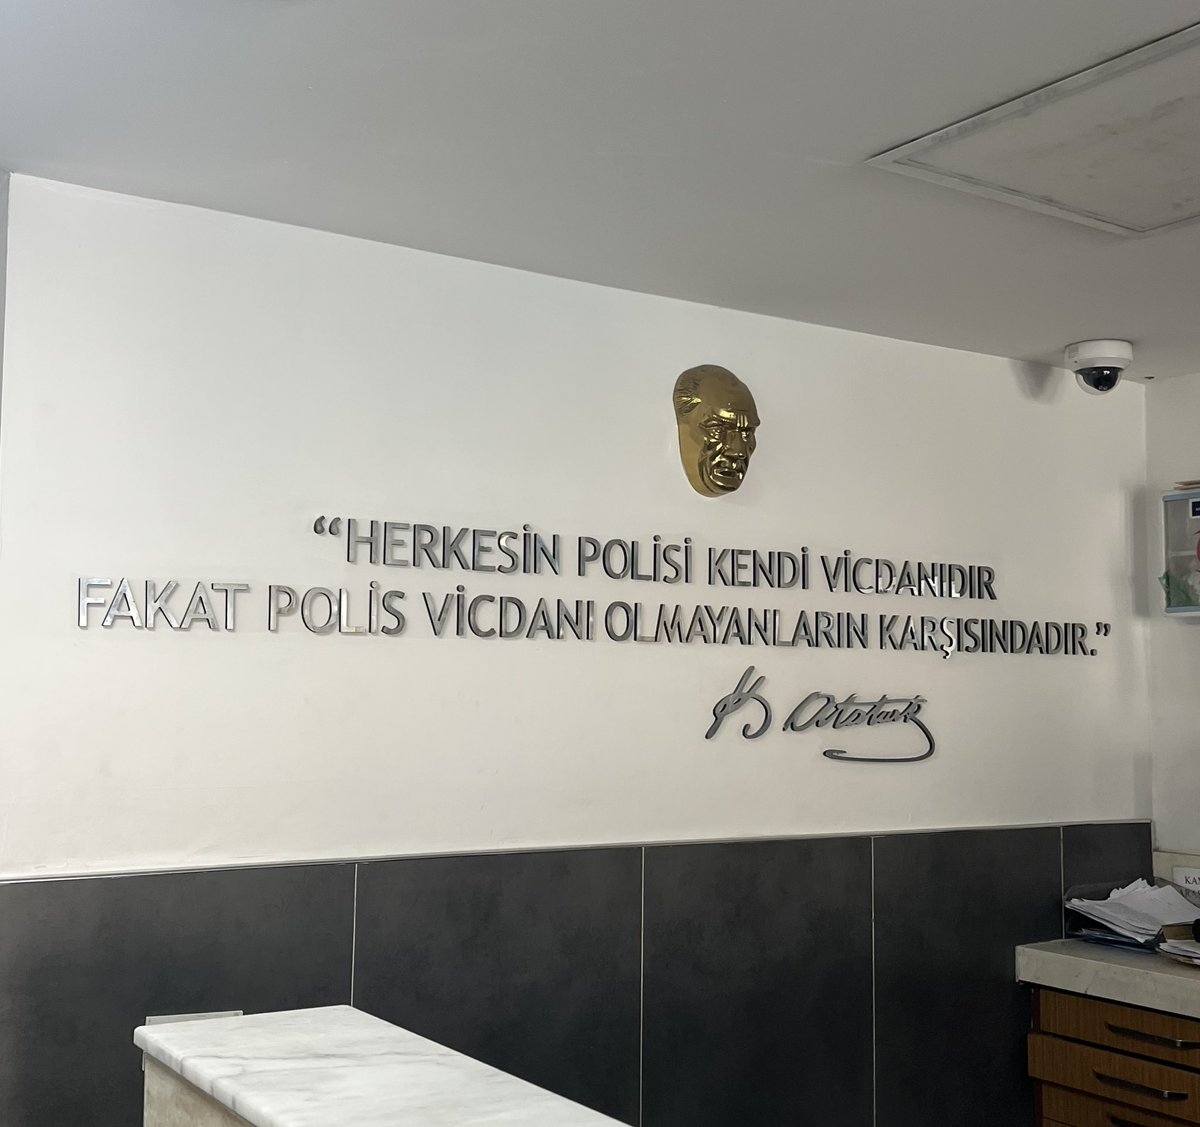 “HERKESİN POLİSİ KENDİ VİCDANIDIR
FAKAT POLİS VİCDANI OLMAYANLARIN KARŞISINDADIR.”
K. Atatürk